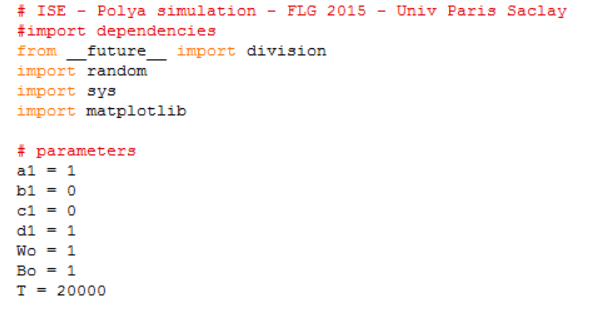 # ISE - Polya simulation - FLG 2015 - Univ Paris Saclay
#import dependencies
from __future__ import division
import random
import sys
import matplotlib
# parameters
a1 = 1
b1 = 0
c1 = 0
d1 = 1
Wo = 1
Bo = 1
T = 20000